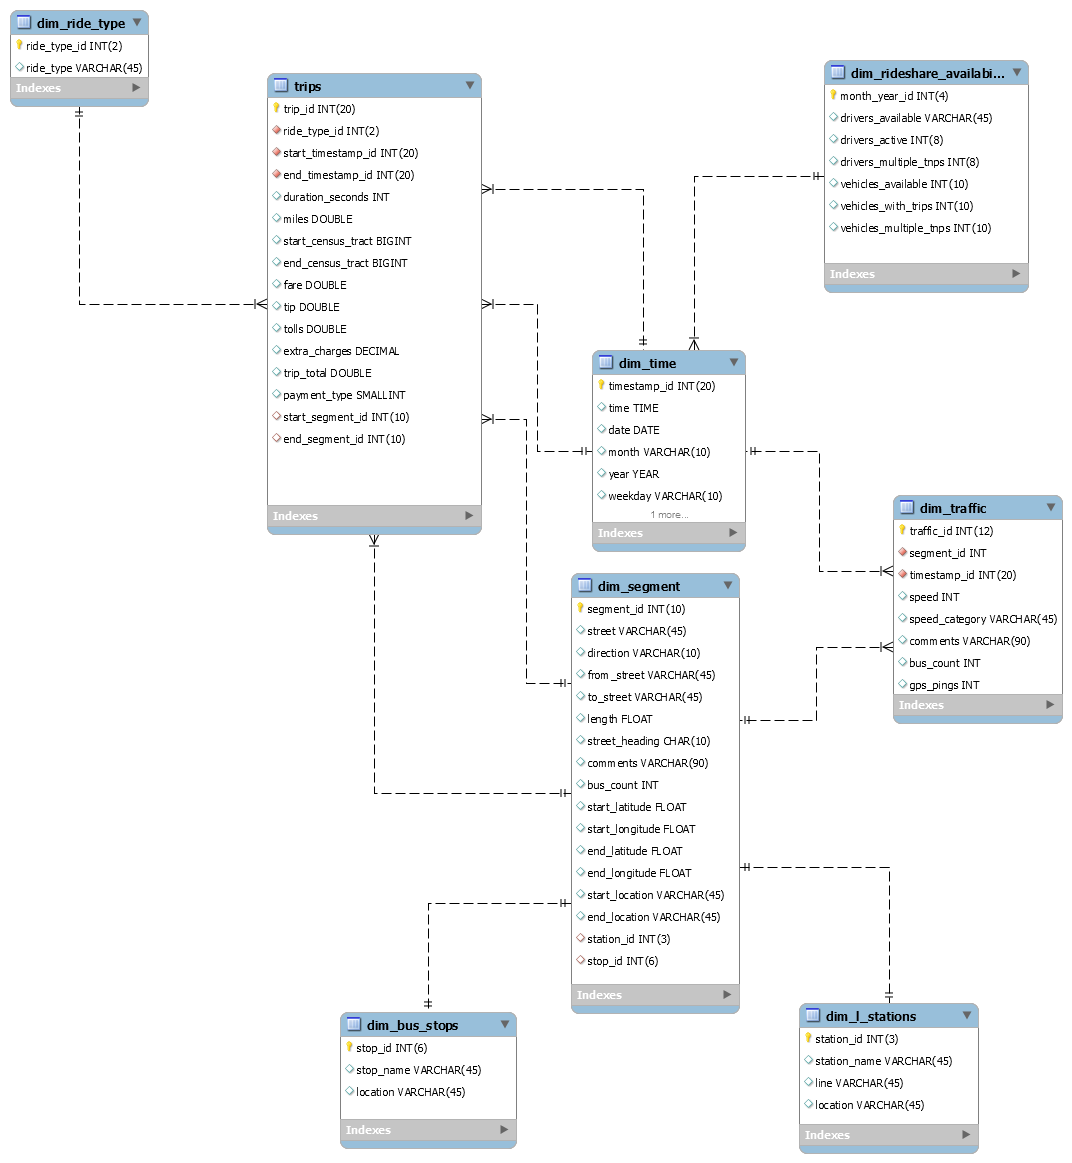 dim_ride_type
ride_type_id INT(2)
ride_type VARCHAR(45)
Indexes
trips
trip_id INT(20)
ride_type_id INT(2)
start_timestamp_id INT(20)
end_timestamp_id INT(20)
duration_seconds INT
miles DOUBLE
start_census_tract BIGINT
end_census_tract BIGINT
fare DOUBLE
tip DOUBLE
tolls DOUBLE
extra_charges DECIMAL
trip_total DOUBLE
payment_type SMALLINT
start_segment_id INT(10)
end_segment_id INT(10)
Indexes
dim_rideshare_availabi...
month_year_id INT(4)
drivers_available VARCHAR(45)
drivers_active INT(8)
drivers_multiple_tnps INT(8)
vehicles_available INT(10)
vehicles_with_trips INT(10)
vehicles_multiple_tnps INT(10)
Indexes
dim_time
timestamp_id INT(20)
time TIME
date DATE
month VARCHAR(10)
year YEAR
weekday VARCHAR(10)
1 more...
Indexes
dim_traffic
traffic_id INT(12)
segment_id INT
timestamp_id INT(20)
speed INT
speed_category VARCHAR(45)
comments VARCHAR(90)
bus_count INT
gps_pings INT
Indexes
dim_segment
segment_id INT(10)
street VARCHAR(45)
direction VARCHAR(10)
from_street VARCHAR(45)
to_street VARCHAR(45)
length FLOAT
street_heading CHAR(10)
comments VARCHAR(90)
bus_count INT
start_latitude FLOAT
start_longitude FLOAT
end_latitude FLOAT
end_longitude FLOAT
start_location VARCHAR(45)
end_location VARCHAR(45)
station_id INT(3)
stop_id INT(6)
Indexes
dim_bus_stops
stop_id INT(6)
stop_name VARCHAR(45)
location VARCHAR(45)
Indexes
dim_l_stations
station_id INT(3)
station_name VARCHAR(45)
line VARCHAR(45)
location VARCHAR(45)
Indexes